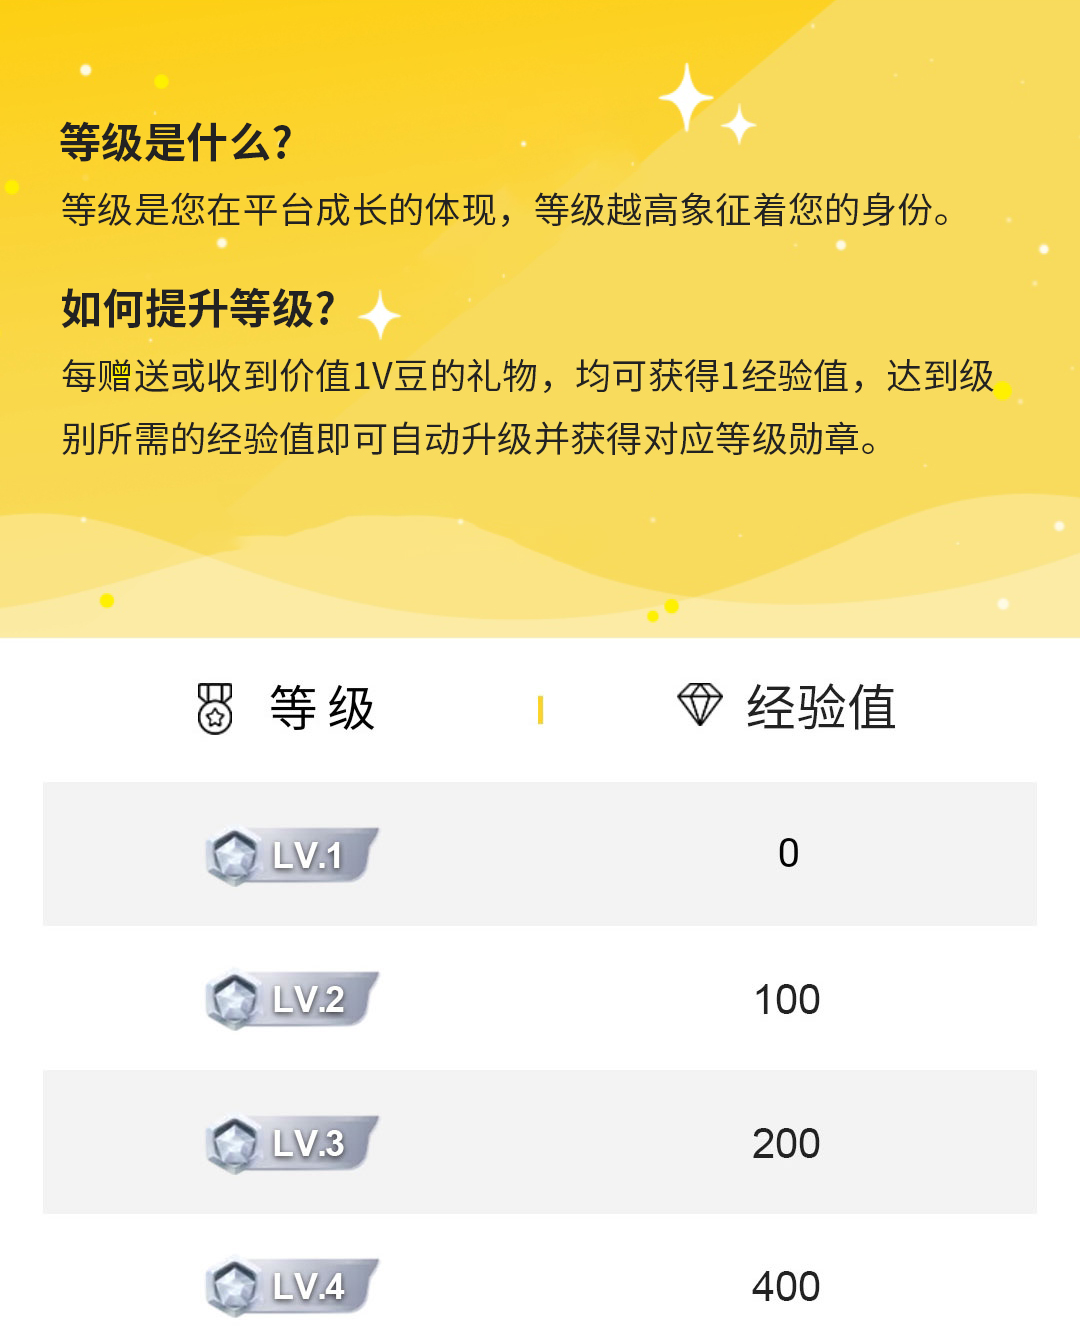 等级是什么?
等级是您在平台成长的体现，等级越高象征着您的身份。
如何提升等级?
每赠送或收到价值1V豆的礼物，均可获得1经验值，达到级
别所需的经验值即可自动升级并获得对应等级勋章。
等级 经验值
LV.1 0
LV.2 100
LV.3 200
LV.4 400